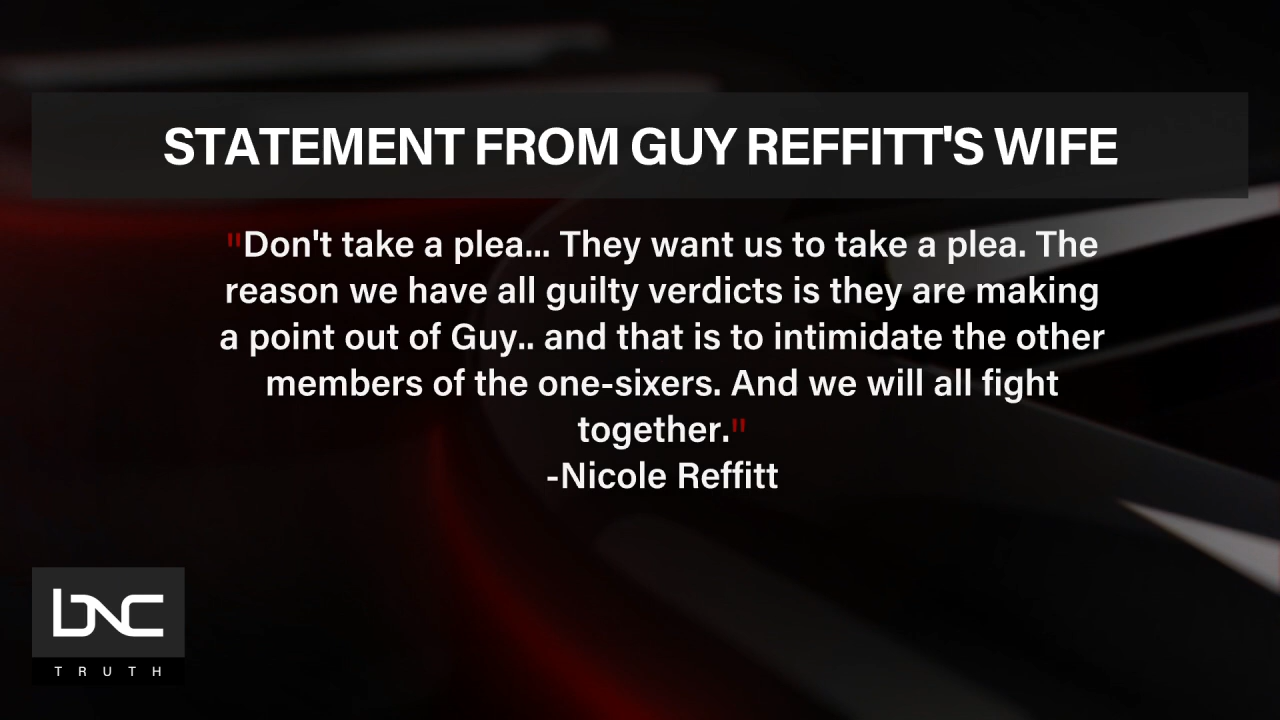 STATEMENT FROM GUY REFFITT'S WIFE
"Don't take a plea... They want us to take a plea. The
reason we have all guilty verdicts is they are making
a point out of Guy.. and that is to intimidate the other
members of the one-sixers. And we will all fight
together."
-Nicole Reffitt
bnc
TRUTH